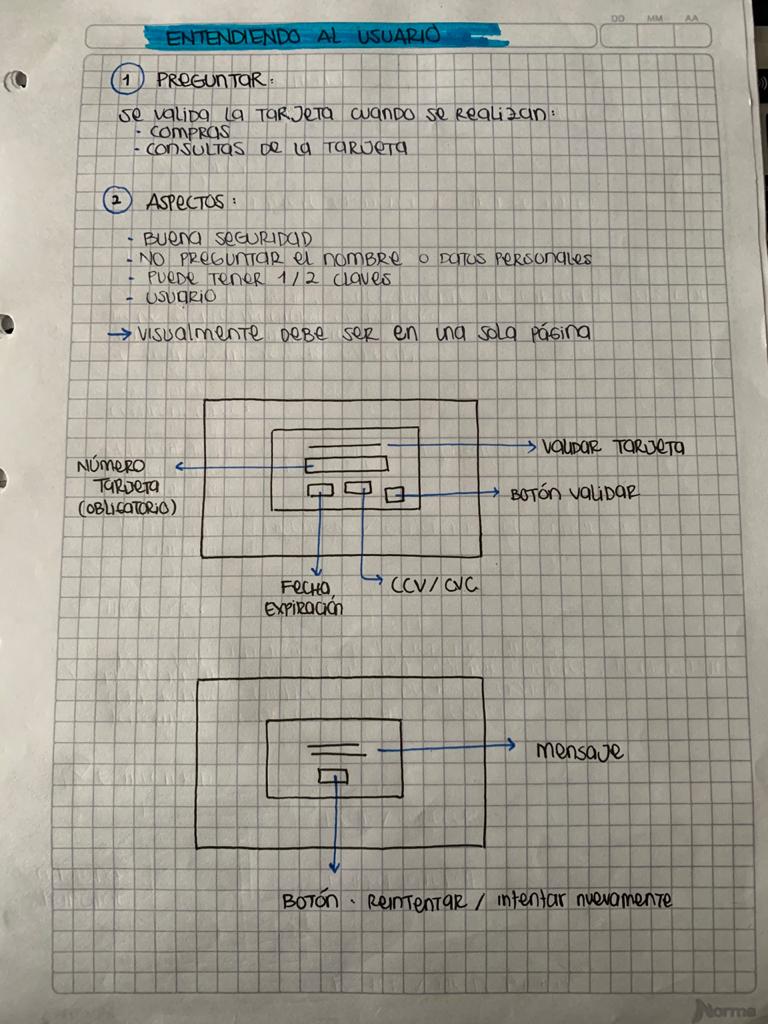 DD MM AA
ENTENDIENDO AL USUARIO
1 PREGUNTAR:
Se valida la tarjeta cuando se realizan:
- COMPRAS
- CONSULTAS DE LA TARJETA
2 ASPECTOS:
- BUENA SEGURIDAD
- NO PREGUNTAR el nombre o DATOS PERSONALES
- PUEDE TENER 1/2 CLAVES
- USUARIO
→ VISUALMENTE DEBE SER en una sola página
VALIDAR TARJETA
NÚMERO
TARJETA
(OBLIGATORIO)
BOTÓN VALIDAR
FECHA
EXPIRACIÓN
CCV/CVC
mensaje
BOTÓN · REINTENTAR / intentar nuevamente
Norma